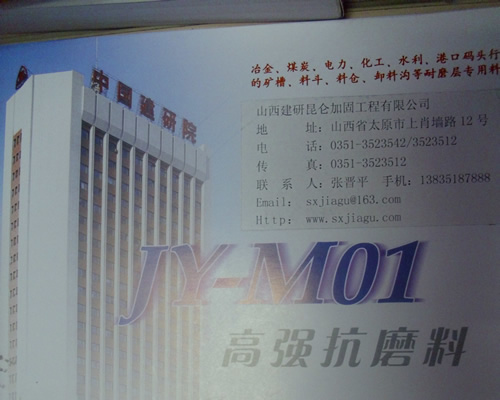 冶金、煤炭、电力、化工、水利、港口码头行
的矿槽、料斗、料仓、卸料沟等耐磨层专用料
中国建研院
山西建研昆仑加固工程有限公司
地 址：山西省太原市上肖墙路12号
电 话：0351-3523542/3523512
传 真：0351-3523512
联 系 人：张晋平 手机：13835187888
Email： sxjiagu@163.com
Http： www.sxjiagu.com
JY-M01
高强抗磨料